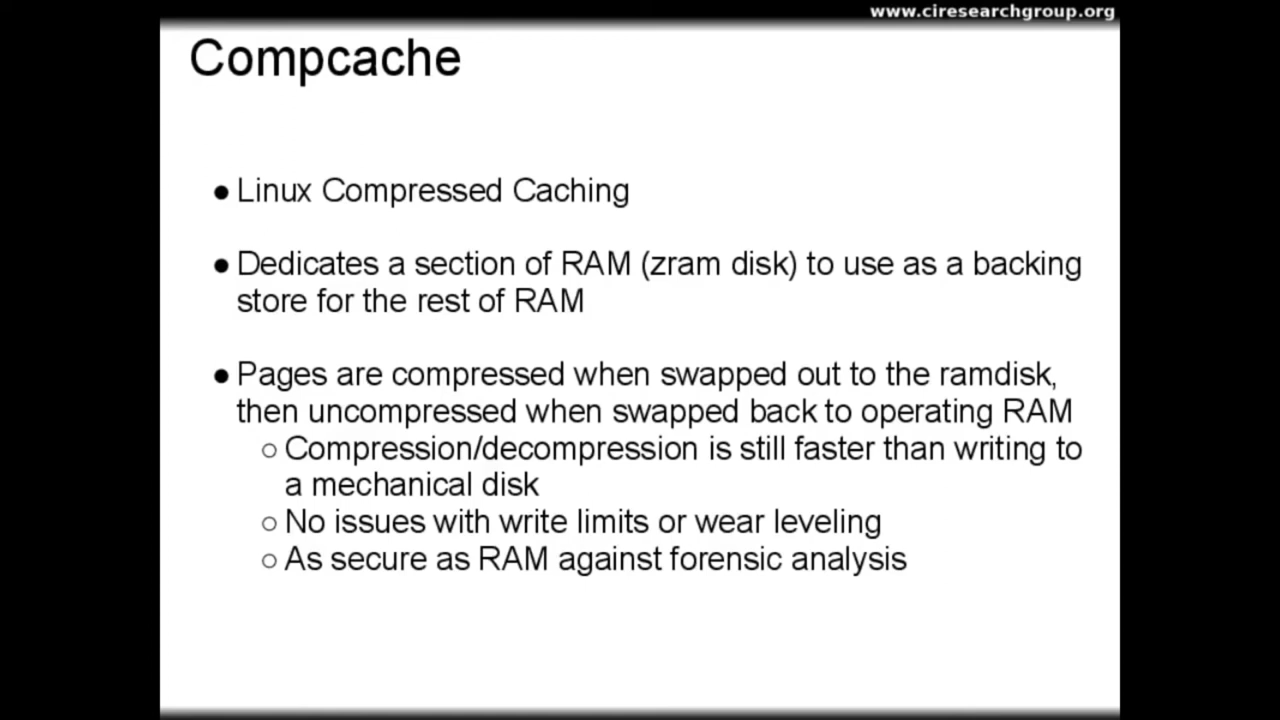 www.ciresearchgroup.org
Compcache
● Linux Compressed Caching
● Dedicates a section of RAM (zram disk) to use as a backing
store for the rest of RAM
● Pages are compressed when swapped out to the ramdisk,
then uncompressed when swapped back to operating RAM
○ Compression/decompression is still faster than writing to
a mechanical disk
○ No issues with write limits or wear leveling
○ As secure as RAM against forensic analysis